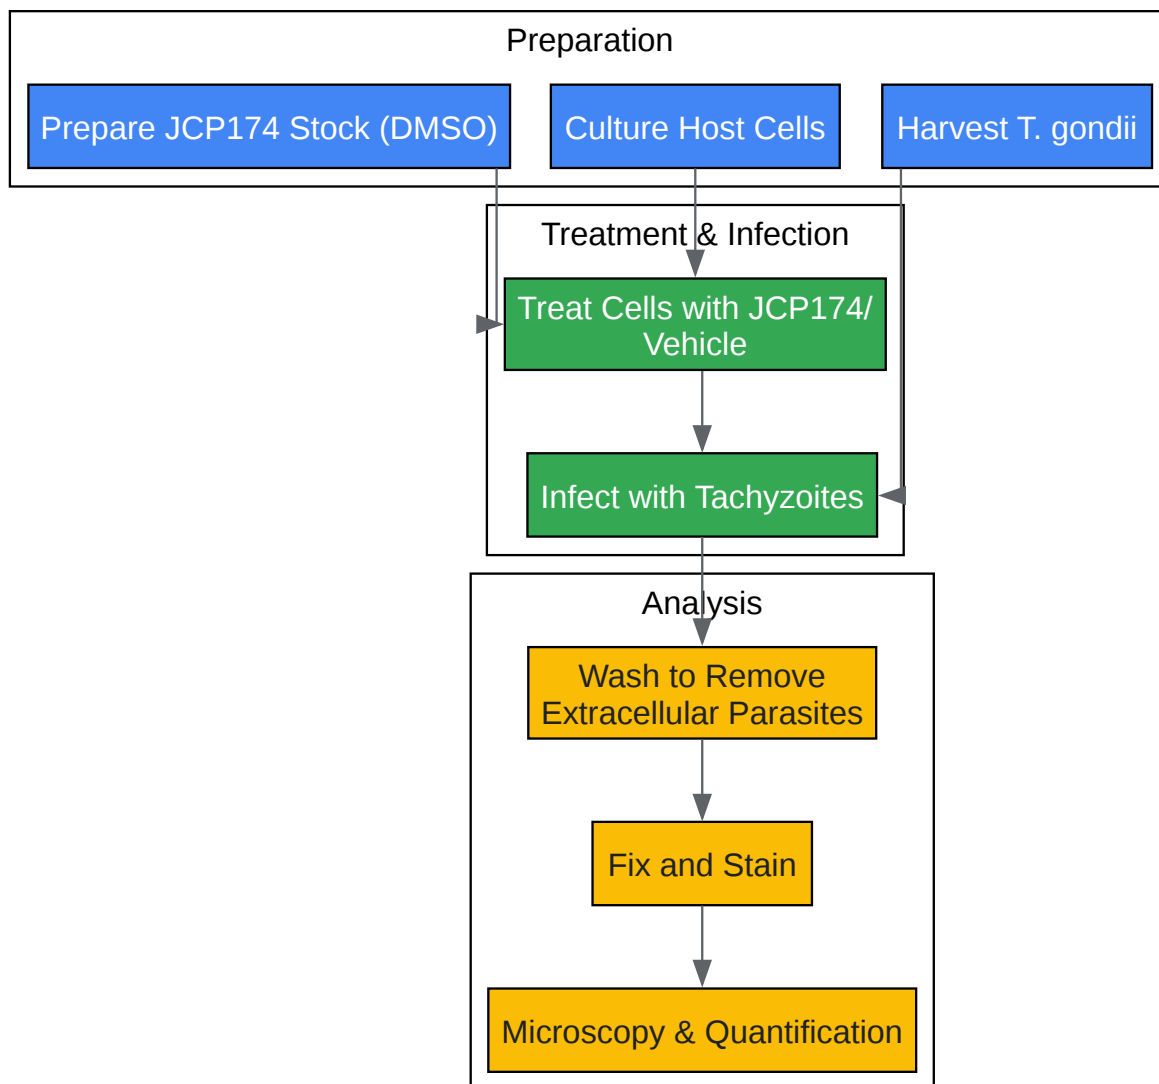 Preparation
Prepare JCP174 Stock (DMSO)
Culture Host Cells
Harvest T. gondii
Treatment & Infection
Treat Cells with JCP174/
Vehicle
Infect with Tachyzoites
Analysis
Wash to Remove
Extracellular Parasites
Fix and Stain
Microscopy & Quantification